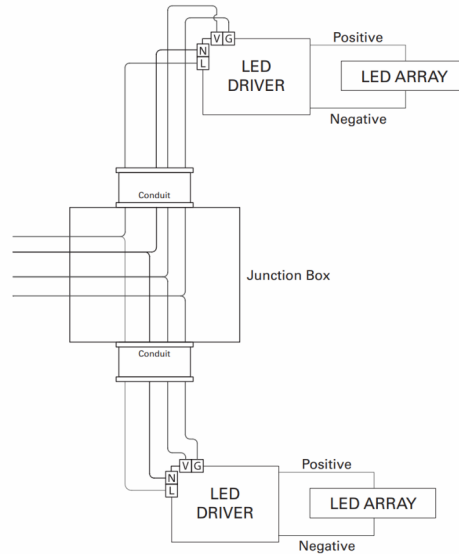 V G
N
L
LED
DRIVER
Positive
LED ARRAY
Negative
Conduit
Junction Box
Conduit
V G
N
L
LED
DRIVER
Positive
LED ARRAY
Negative